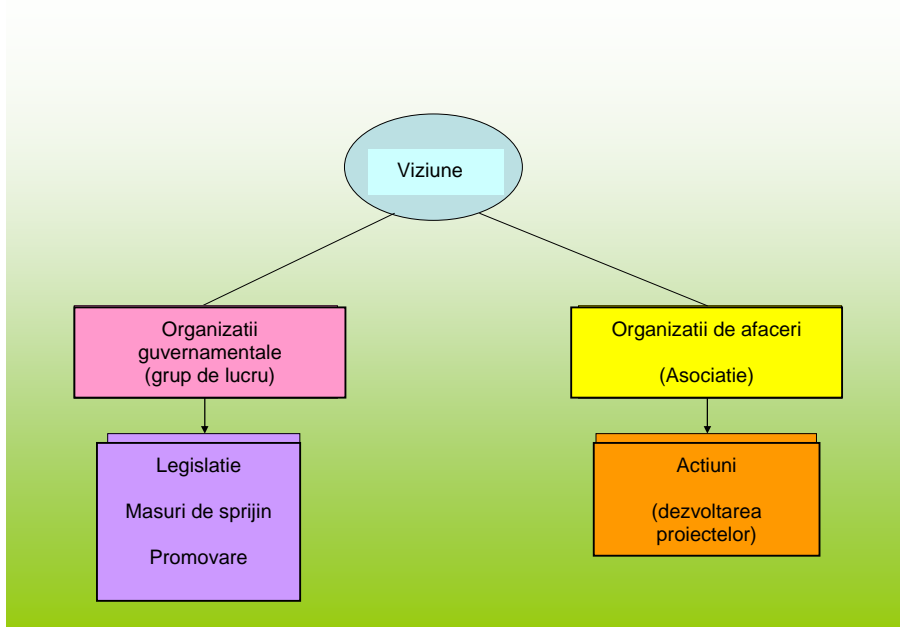 Viziune
Organizatii
guvernamentale
(grup de lucru)
Organizatii de afaceri
(Asociatie)
Legislatie
Masuri de sprijin
Promovare
Actiuni
(dezvoltarea
proiectelor)